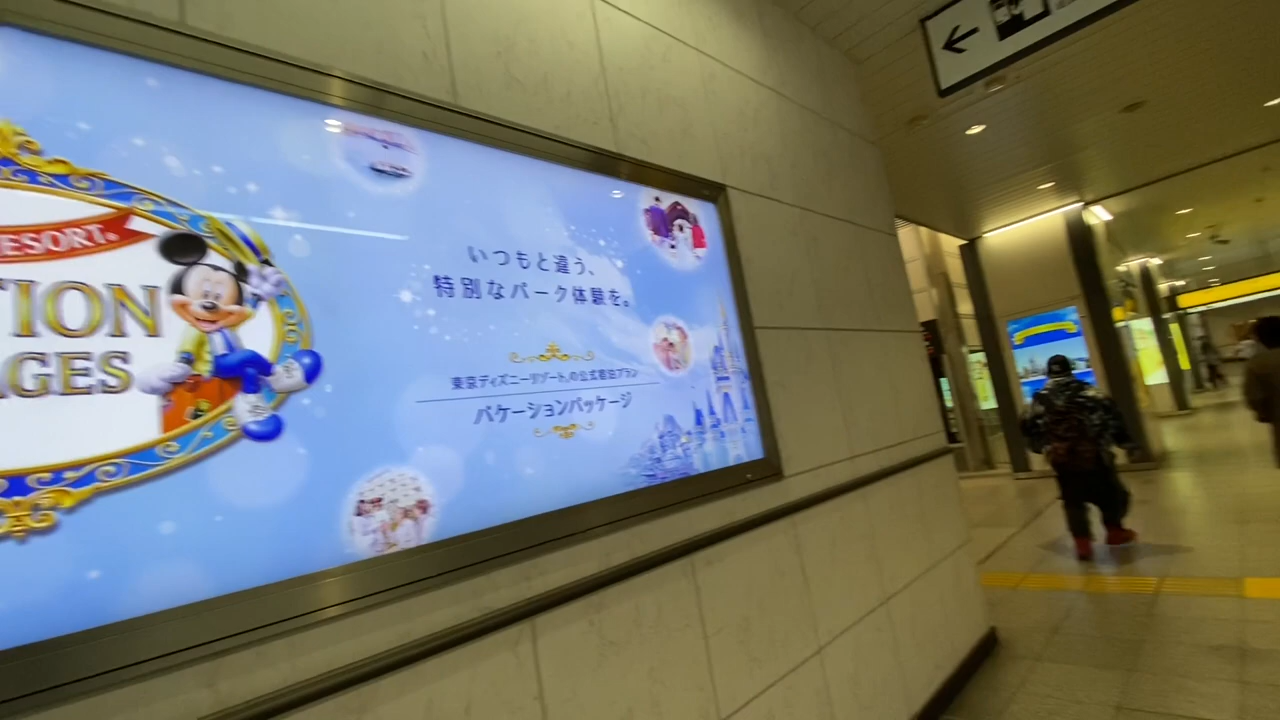 RESORT®
TION
AGES
いつもと違う、
特別なパーク体験を。
東京ディズニーリゾート®の公式宿泊プラン
バケーションパッケージ